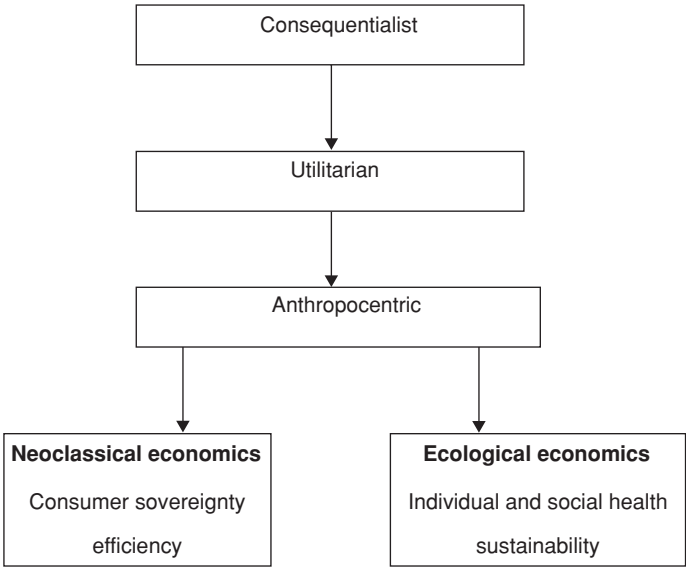 Consequentialist
Utilitarian
Anthropocentric
Neoclassical economics
Consumer sovereignty
efficiency
Ecological economics
Individual and social health
sustainability